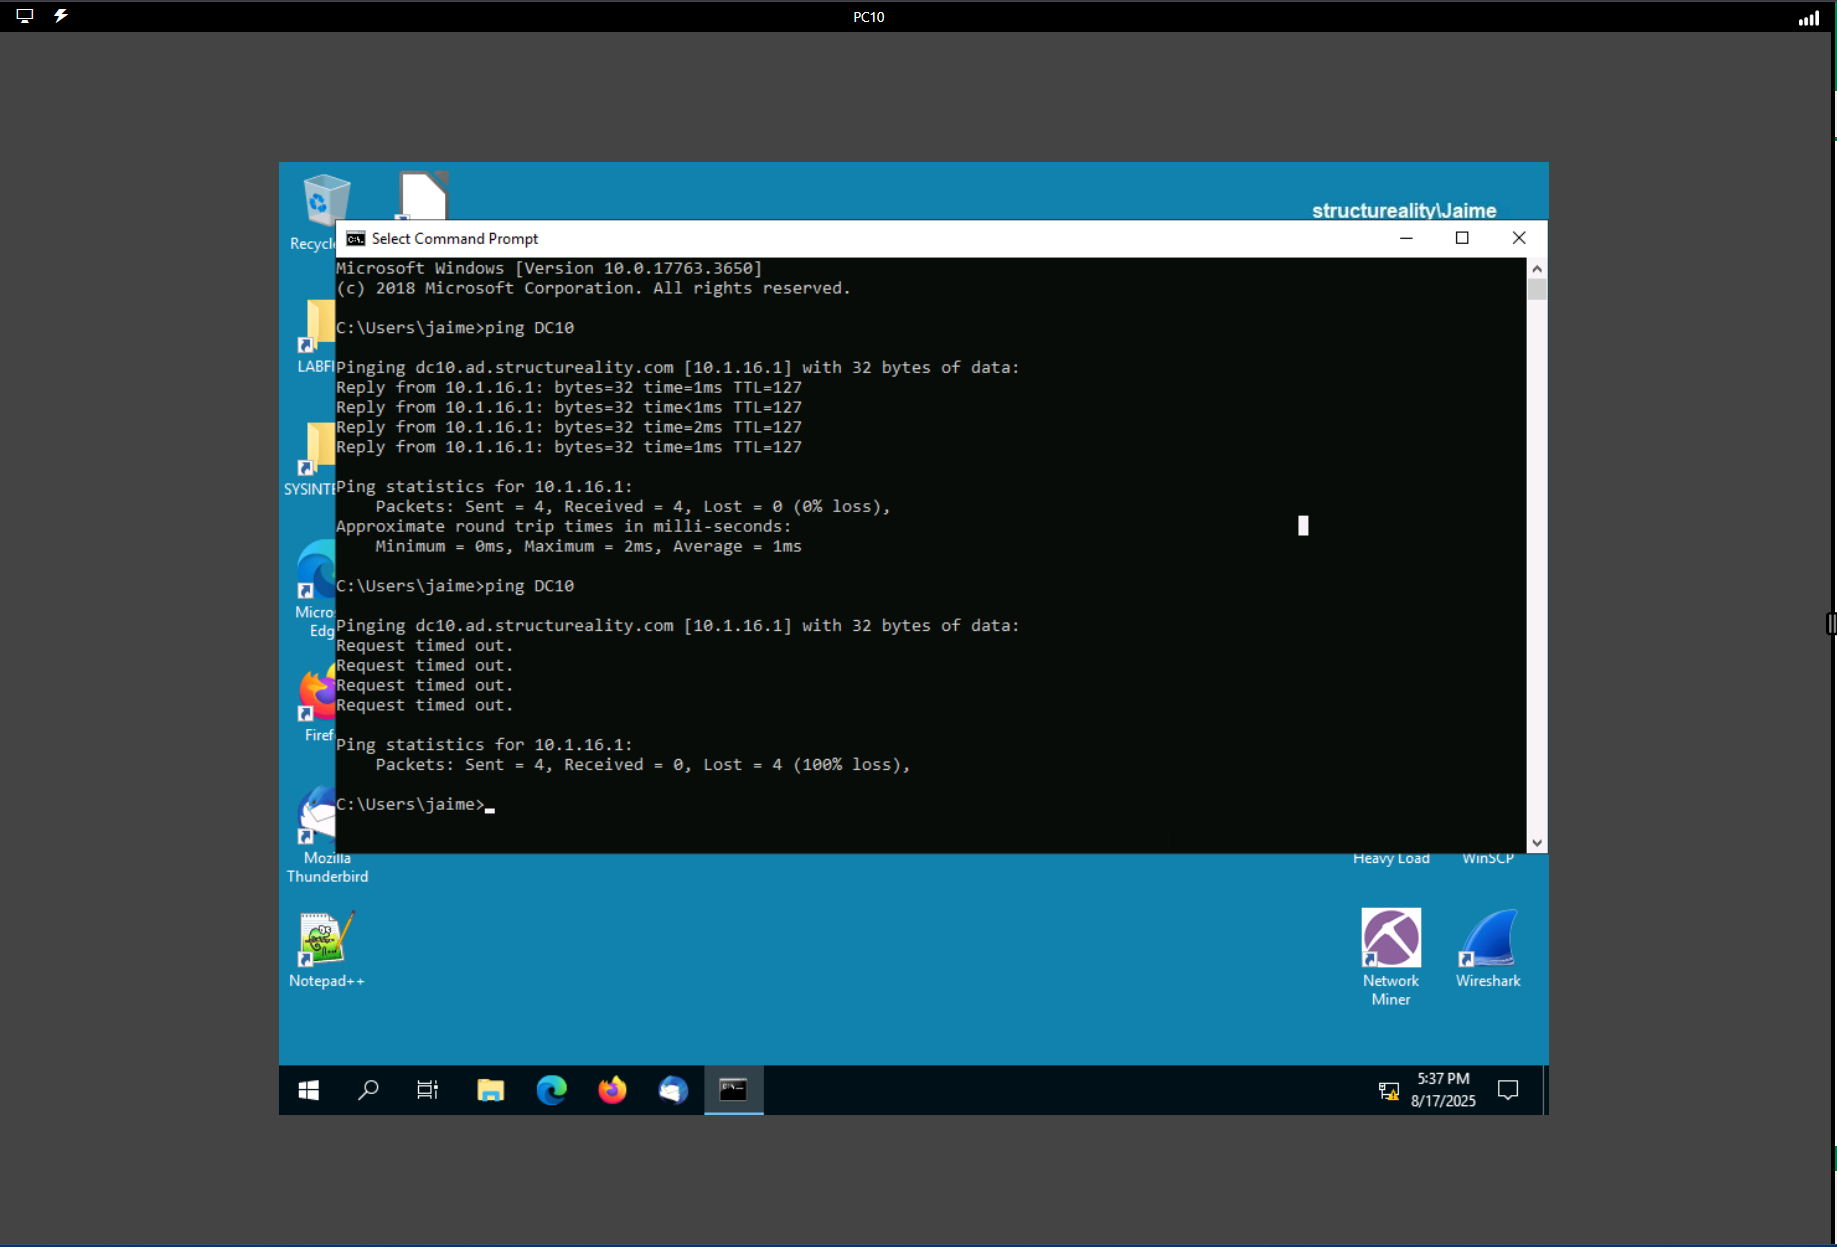 PC10
structureality\Jaime
Recycl
Select Command Prompt
Microsoft Windows [Version 10.0.17763.3650]
(c) 2018 Microsoft Corporation. All rights reserved.
C:\Users\jaime>ping DC10
LABFI
Pinging dc10.ad.structureality.com [10.1.16.1] with 32 bytes of data:
Reply from 10.1.16.1: bytes=32 time=1ms TTL=127
Reply from 10.1.16.1: bytes=32 time<1ms TTL=127
Reply from 10.1.16.1: bytes=32 time=2ms TTL=127
Reply from 10.1.16.1: bytes=32 time=1ms TTL=127
SYSINTE
Ping statistics for 10.1.16.1:
Packets: Sent = 4, Received = 4, Lost = 0 (0% loss),
Approximate round trip times in milli-seconds:
Minimum = 0ms, Maximum = 2ms, Average = 1ms
C:\Users\jaime>ping DC10
Micro
Edg
Pinging dc10.ad.structureality.com [10.1.16.1] with 32 bytes of data:
Request timed out.
Request timed out.
Request timed out.
Request timed out.
Firef
Ping statistics for 10.1.16.1:
Packets: Sent = 4, Received = 0, Lost = 4 (100% loss),
C:\Users\jaime>
Mozilla
Thunderbird
Heavy Load
WinSCP
Notepad++
Network
Miner
Wireshark
5:37 PM
8/17/2025